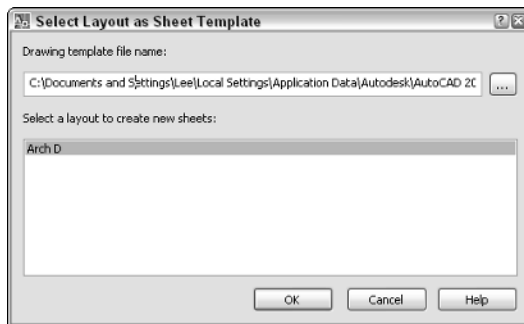 Select Layout as Sheet Template
Drawing template file name:
C:\Documents and Settings\Lee\Local Settings\Application Data\Autodesk\AutoCAD 20
...
Select a layout to create new sheets:
Arch D
OK Cancel Help